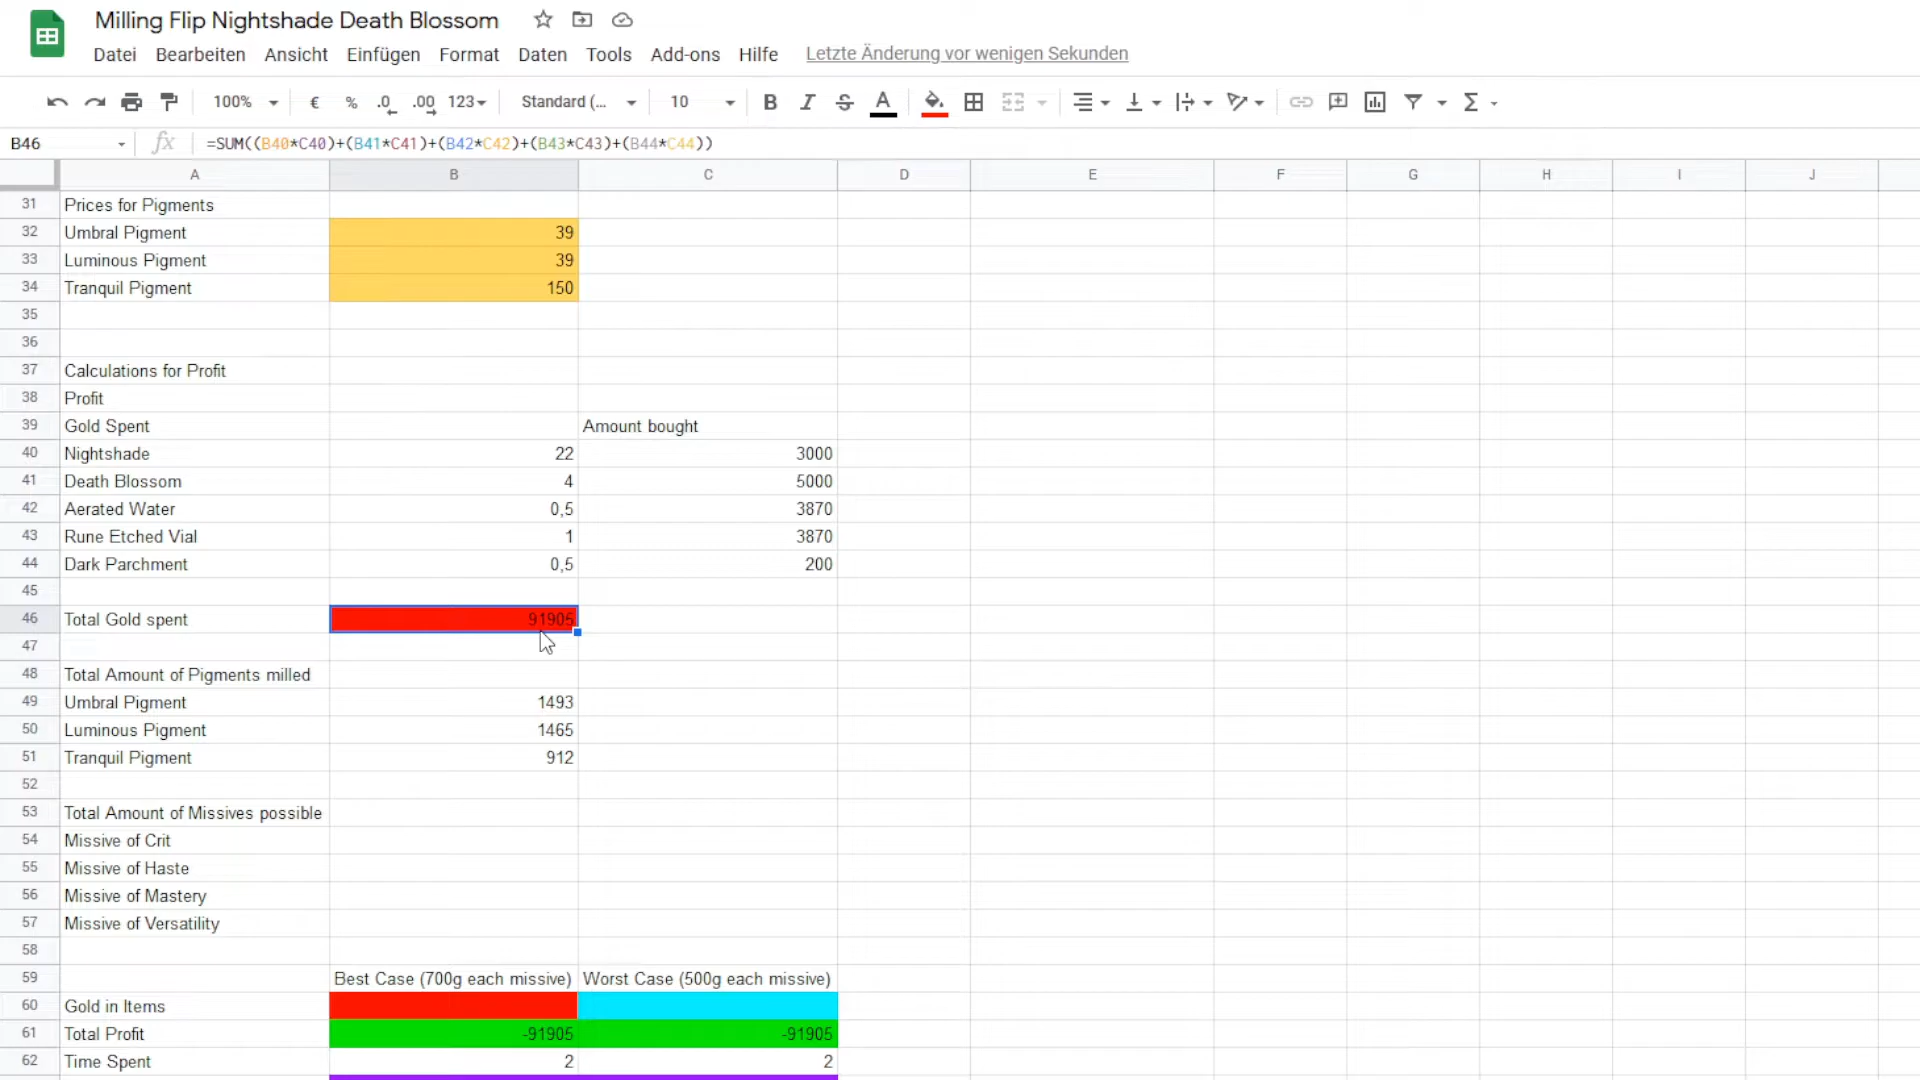 Milling Flip Nightshade Death Blossom
Datei Bearbeiten Ansicht Einfügen Format Daten Tools Add-ons Hilfe Letzte Änderung vor wenigen Sekunden
100% € % .0 .00 123 Standard (... 10 B I S A Σ
B46 fx =SUM((B40*C40)+(B41*C41)+(B42*C42)+(B43*C43)+(B44*C44))
A B C D E F G H I J
31 Prices for Pigments
32 Umbral Pigment 39
33 Luminous Pigment 39
34 Tranquil Pigment 150
35
36
37 Calculations for Profit
38 Profit
39 Gold Spent Amount bought
40 Nightshade 22 3000
41 Death Blossom 4 5000
42 Aerated Water 0,5 3870
43 Rune Etched Vial 1 3870
44 Dark Parchment 0,5 200
45
46 Total Gold spent 91905
47
48 Total Amount of Pigments milled
49 Umbral Pigment 1493
50 Luminous Pigment 1465
51 Tranquil Pigment 912
52
53 Total Amount of Missives possible
54 Missive of Crit
55 Missive of Haste
56 Missive of Mastery
57 Missive of Versatility
58
59 Best Case (700g each missive) Worst Case (500g each missive)
60 Gold in Items
61 Total Profit -91905 -91905
62 Time Spent 2 2